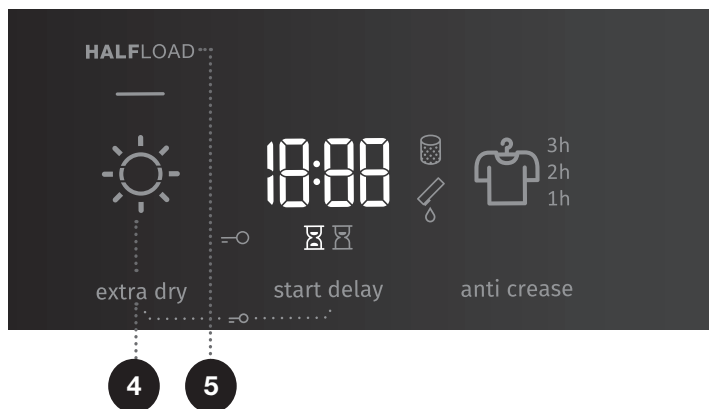 HALFLOAD
18:88
3h
2h
1h
extra dry
start delay
anti crease
4
5